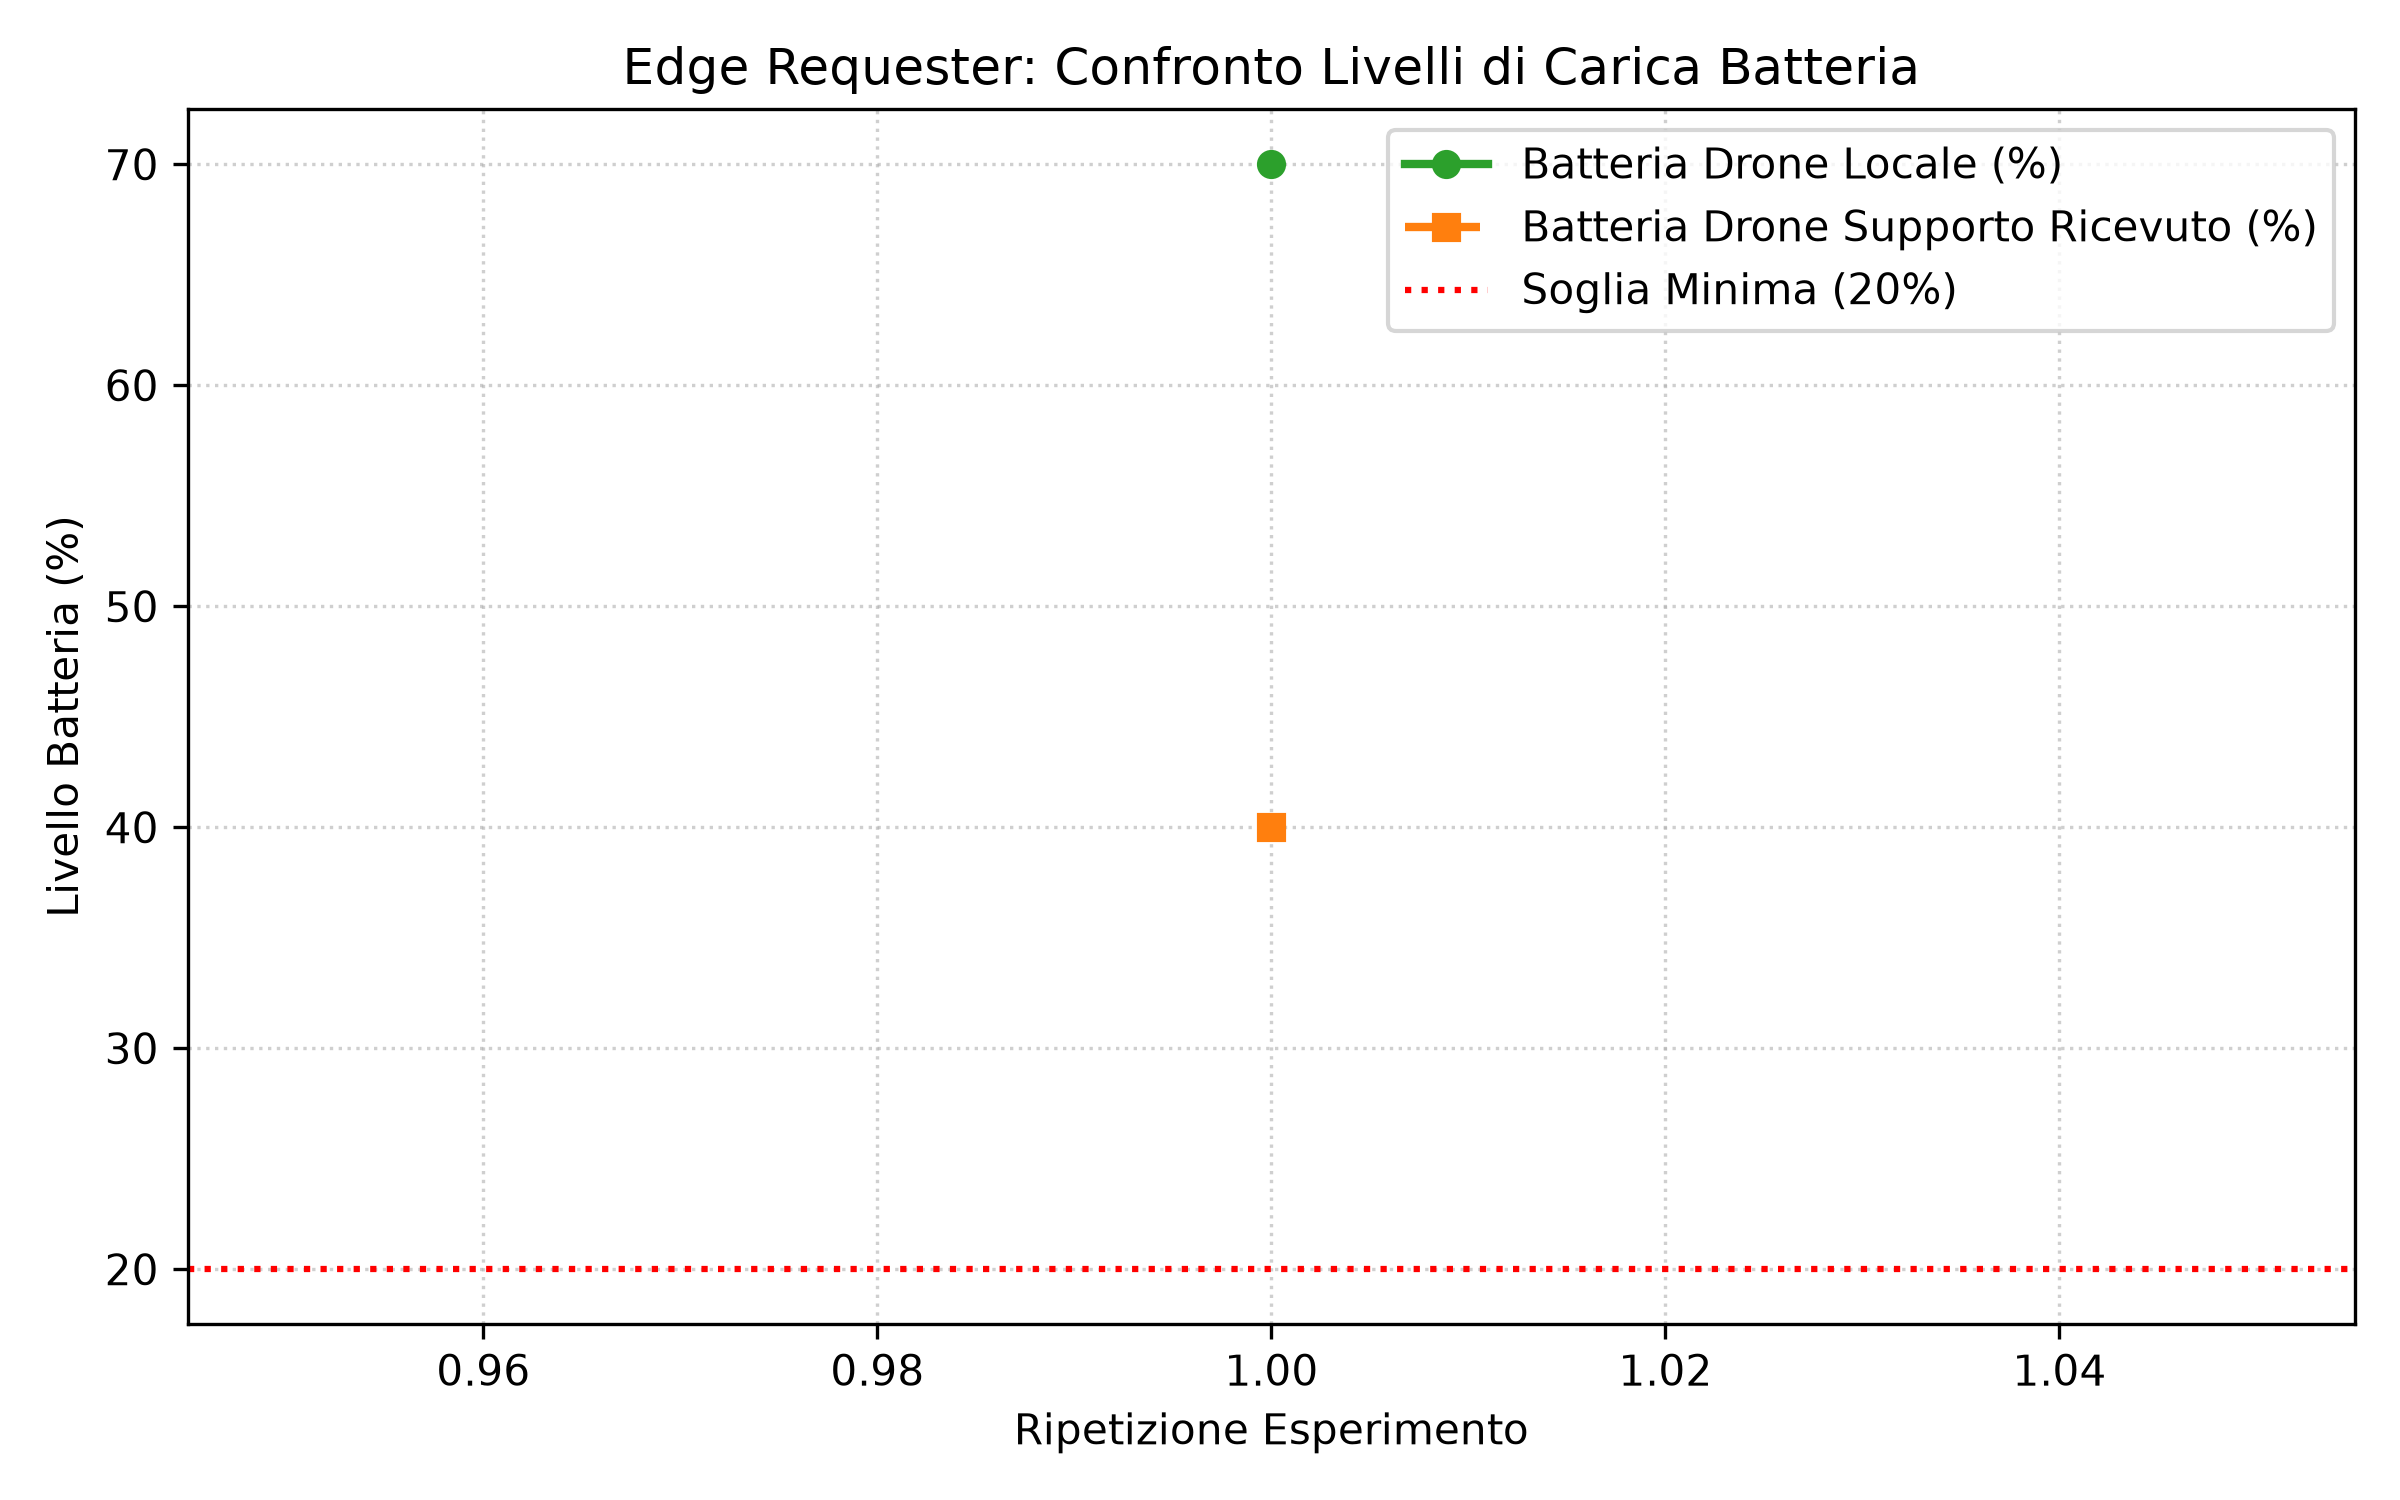 Edge Requester: Confronto Livelli di Carica Batteria
Batteria Drone Locale (%)
Batteria Drone Supporto Ricevuto (%)
Soglia Minima (20%)
Livello Batteria (%)
70
60
50
40
30
20
0.96 0.98 1.00 1.02 1.04
Ripetizione Esperimento